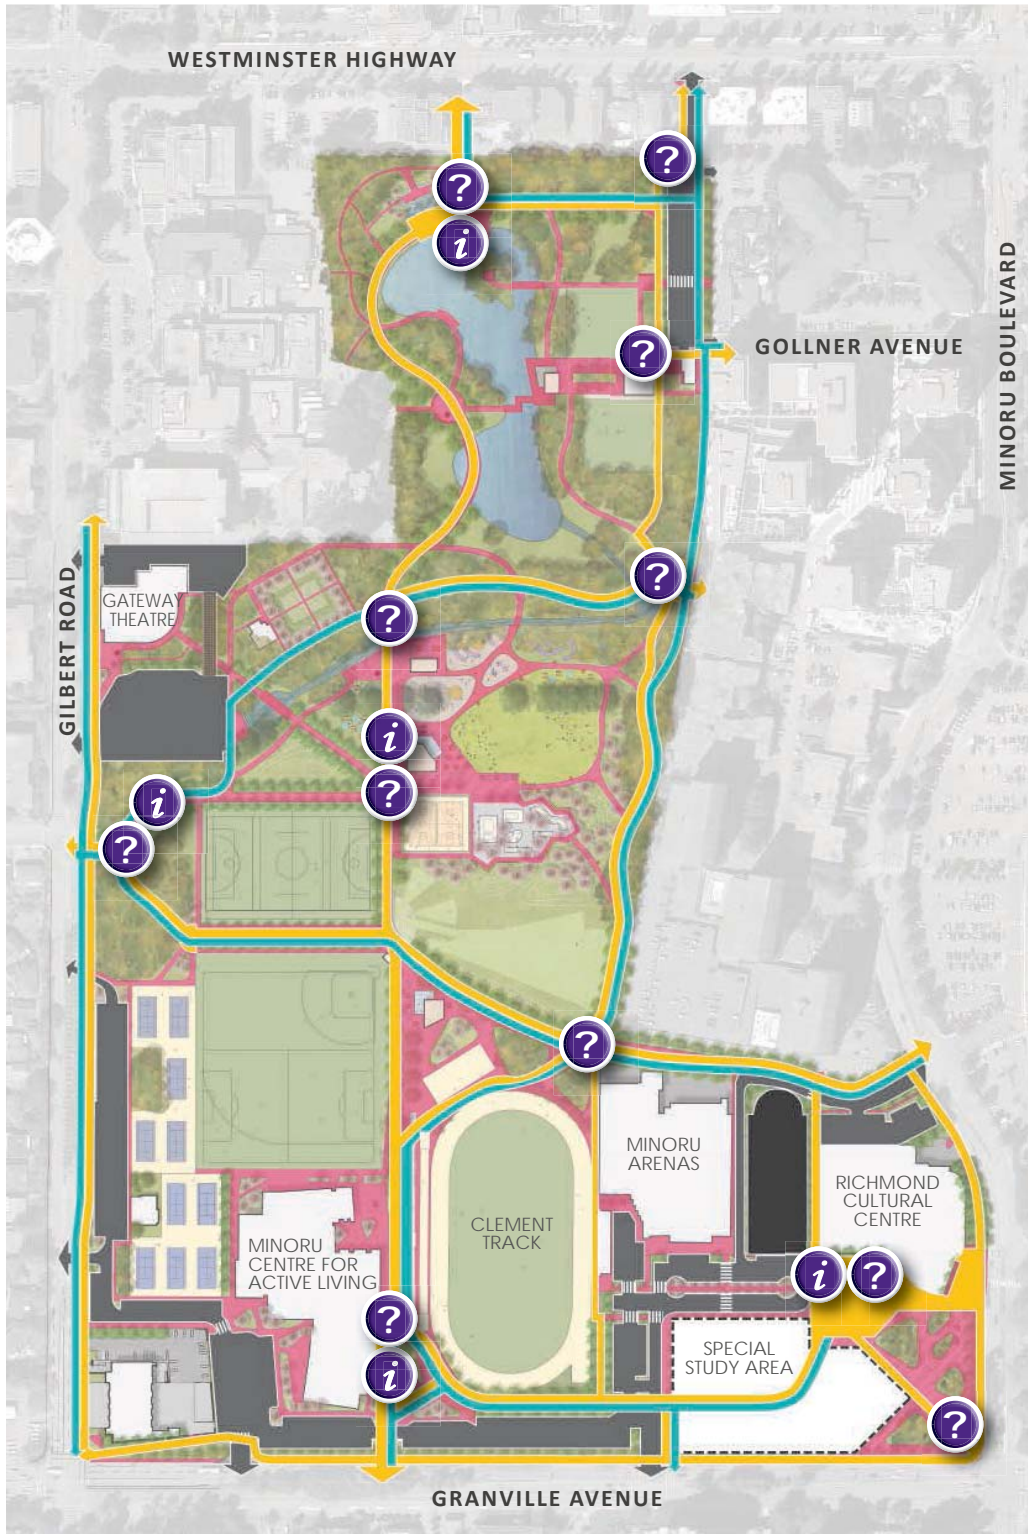 WESTMINSTER HIGHWAY
?
?
i
MINORU BOULEVARD
?
GOLLNER AVENUE
?
GILBERT ROAD
GATEWAY
THEATRE
?
i
?
i
?
?
MINORU
ARENAS
RICHMOND
CULTURAL
CENTRE
CLEMENT
TRACK
MINORU
CENTRE FOR
ACTIVE LIVING
i
?
?
i
SPECIAL
STUDY AREA
?
GRANVILLE AVENUE